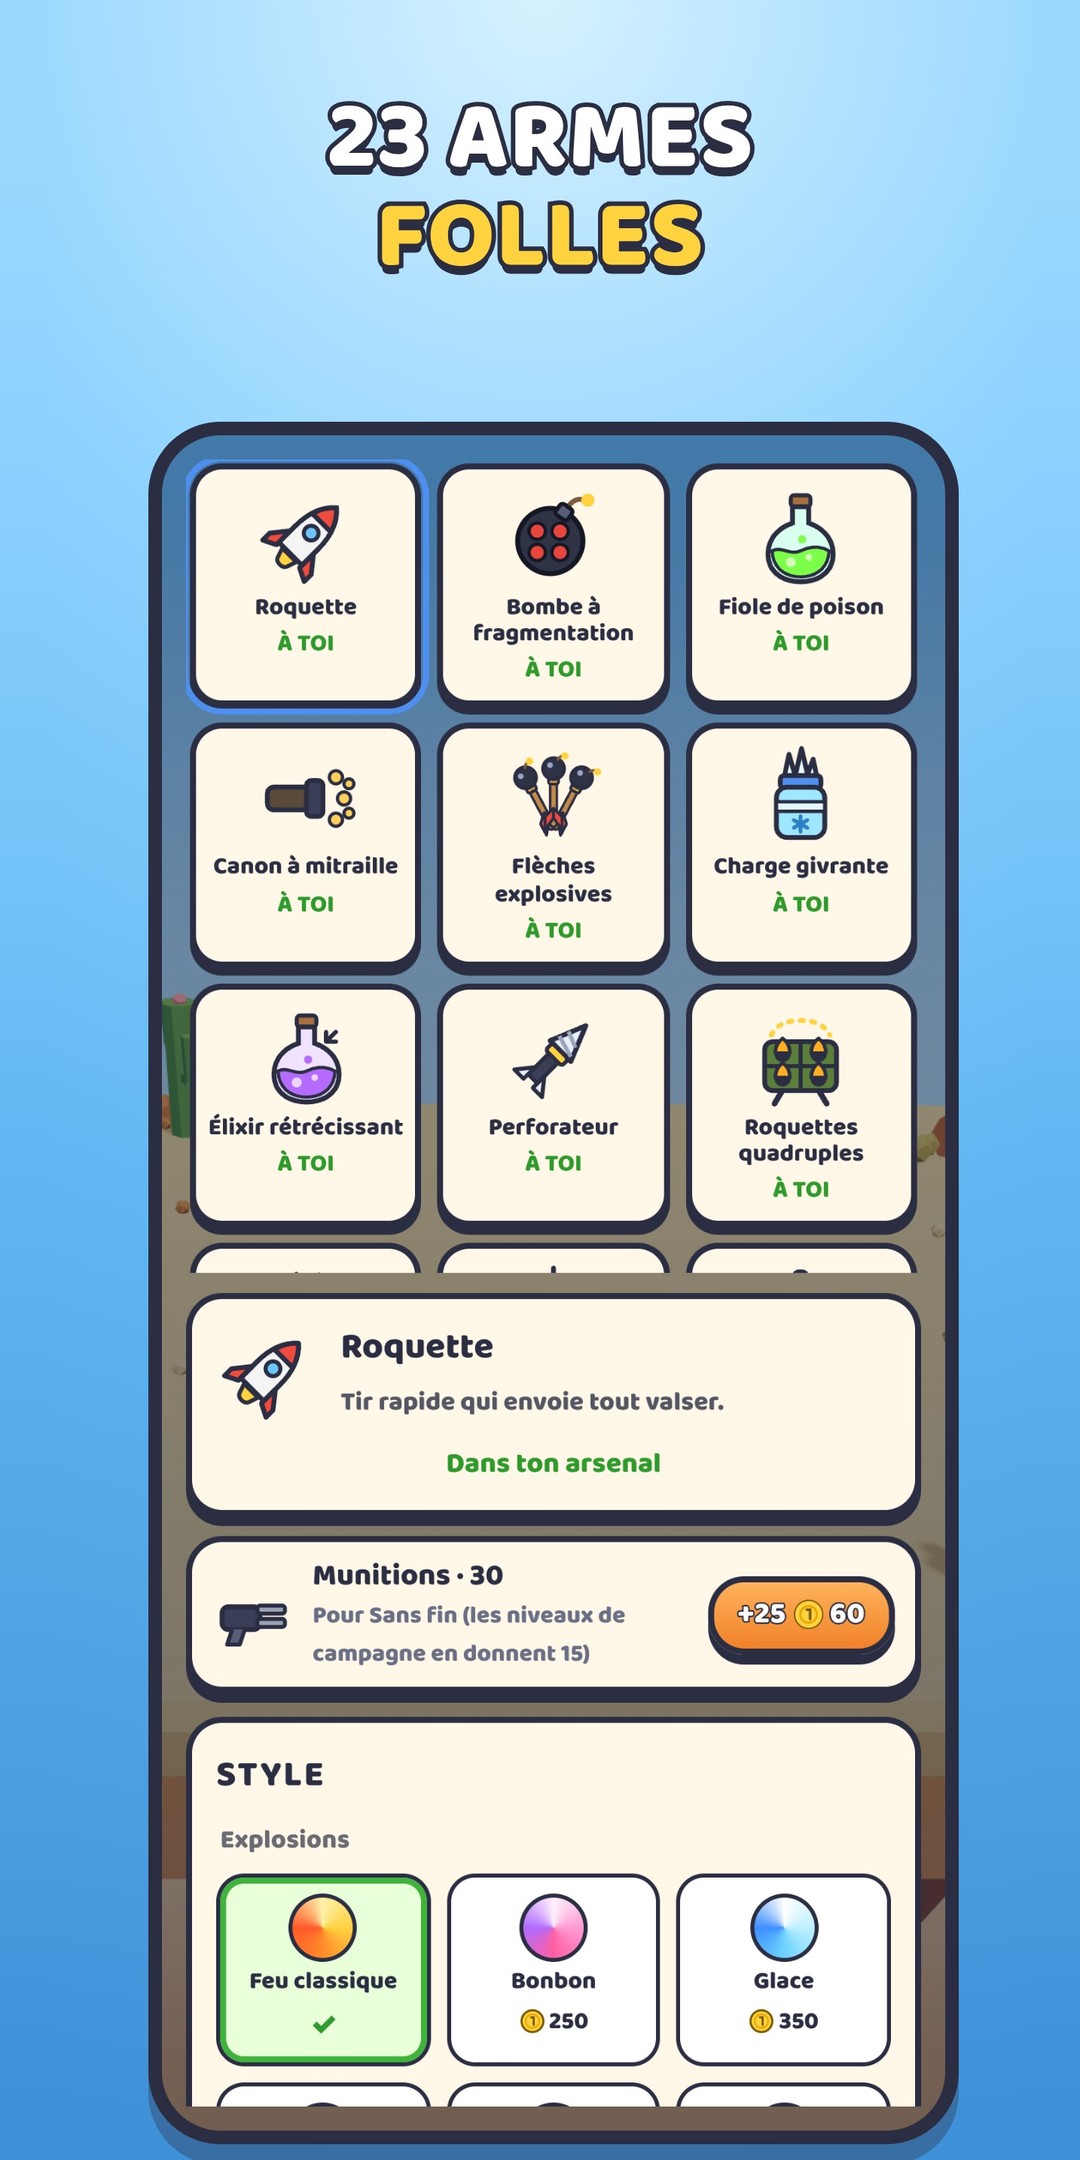 23 ARMES
FOLLES
Roquette
À TOI
Bombe à
fragmentation
À TOI
Fiole de poison
À TOI
Canon à mitraille
À TOI
Flèches
explosives
À TOI
Charge givrante
À TOI
Élixir rétrécissant
À TOI
Perforateur
À TOI
Roquettes
quadruples
À TOI
Roquette
Tir rapide qui envoie tout valser.
Dans ton arsenal
Munitions · 30
Pour Sans fin (les niveaux de
campagne en donnent 15)
+25 1 60
STYLE
Explosions
Feu classique
Bonbon
1 250
Glace
1 350